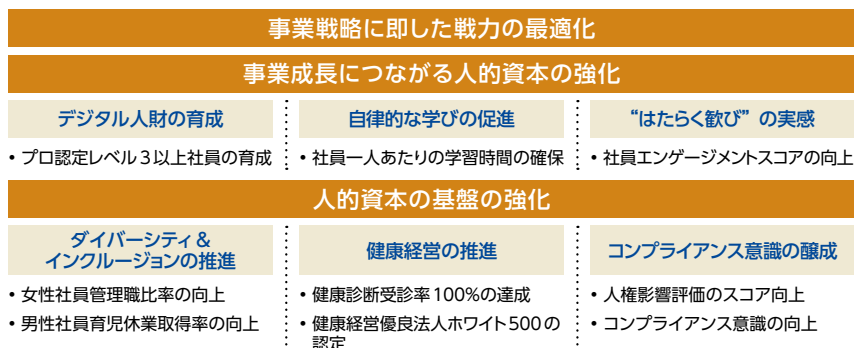 事業戦略に即した戦力の最適化
事業成長につながる人的資本の強化
デジタル人財の育成
• プロ認定レベル3以上社員の育成
自律的な学びの促進
• 社員一人あたりの学習時間の確保
“はたらく歓び”の実感
• 社員エンゲージメントスコアの向上
人的資本の基盤の強化
ダイバーシティ&
インクルージョンの推進
• 女性社員管理職比率の向上
• 男性社員育児休業取得率の向上
健康経営の推進
• 健康診断受診率100%の達成
• 健康経営優良法人ホワイト500の
認定
コンプライアンス意識の醸成
• 人権影響評価のスコア向上
• コンプライアンス意識の向上